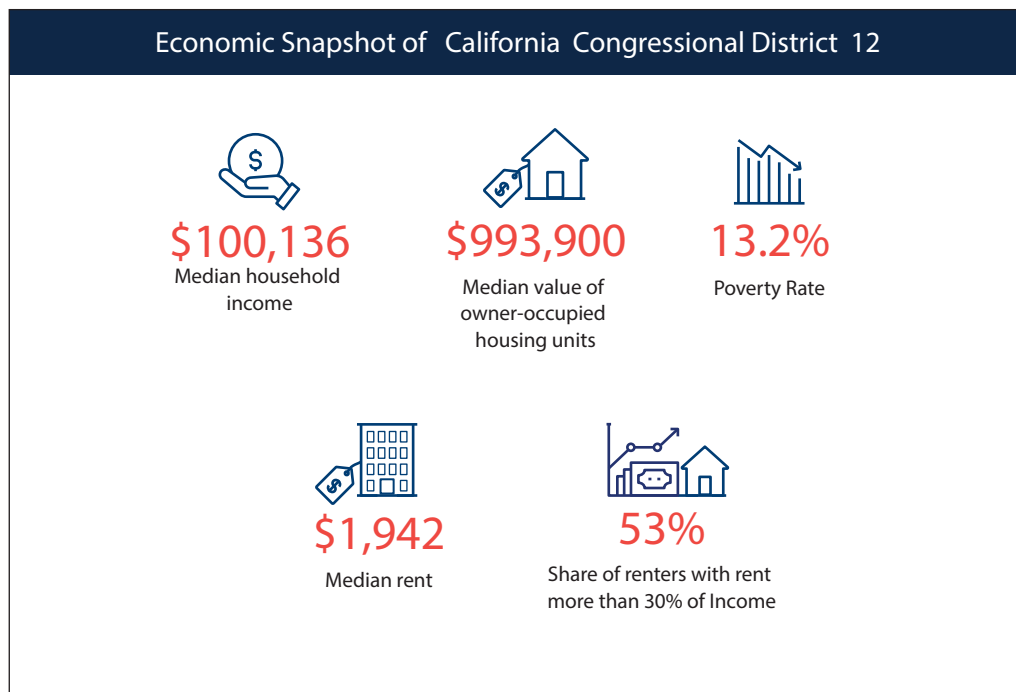 Economic Snapshot of California Congressional District 12
$
$
$100,136
$993,900
13.2%
Median household
income
Median value of
owner-occupied
housing units
Poverty Rate
$
$1,942
53%
Median rent
Share of renters with rent
more than 30% of Income